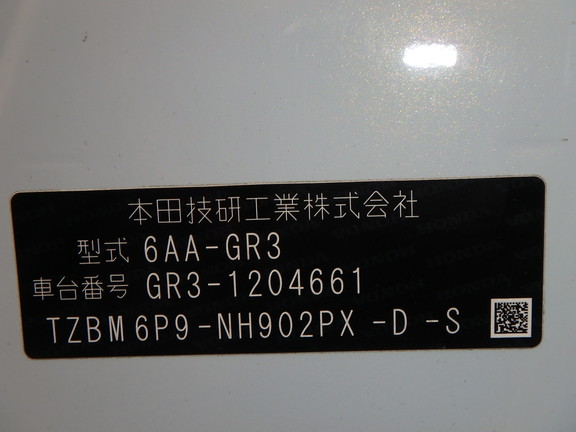 本田技研工業株式会社
型式 6AA-GR3
車台番号 GR3-1204661
TZBM6P9-NH902PX-D-S